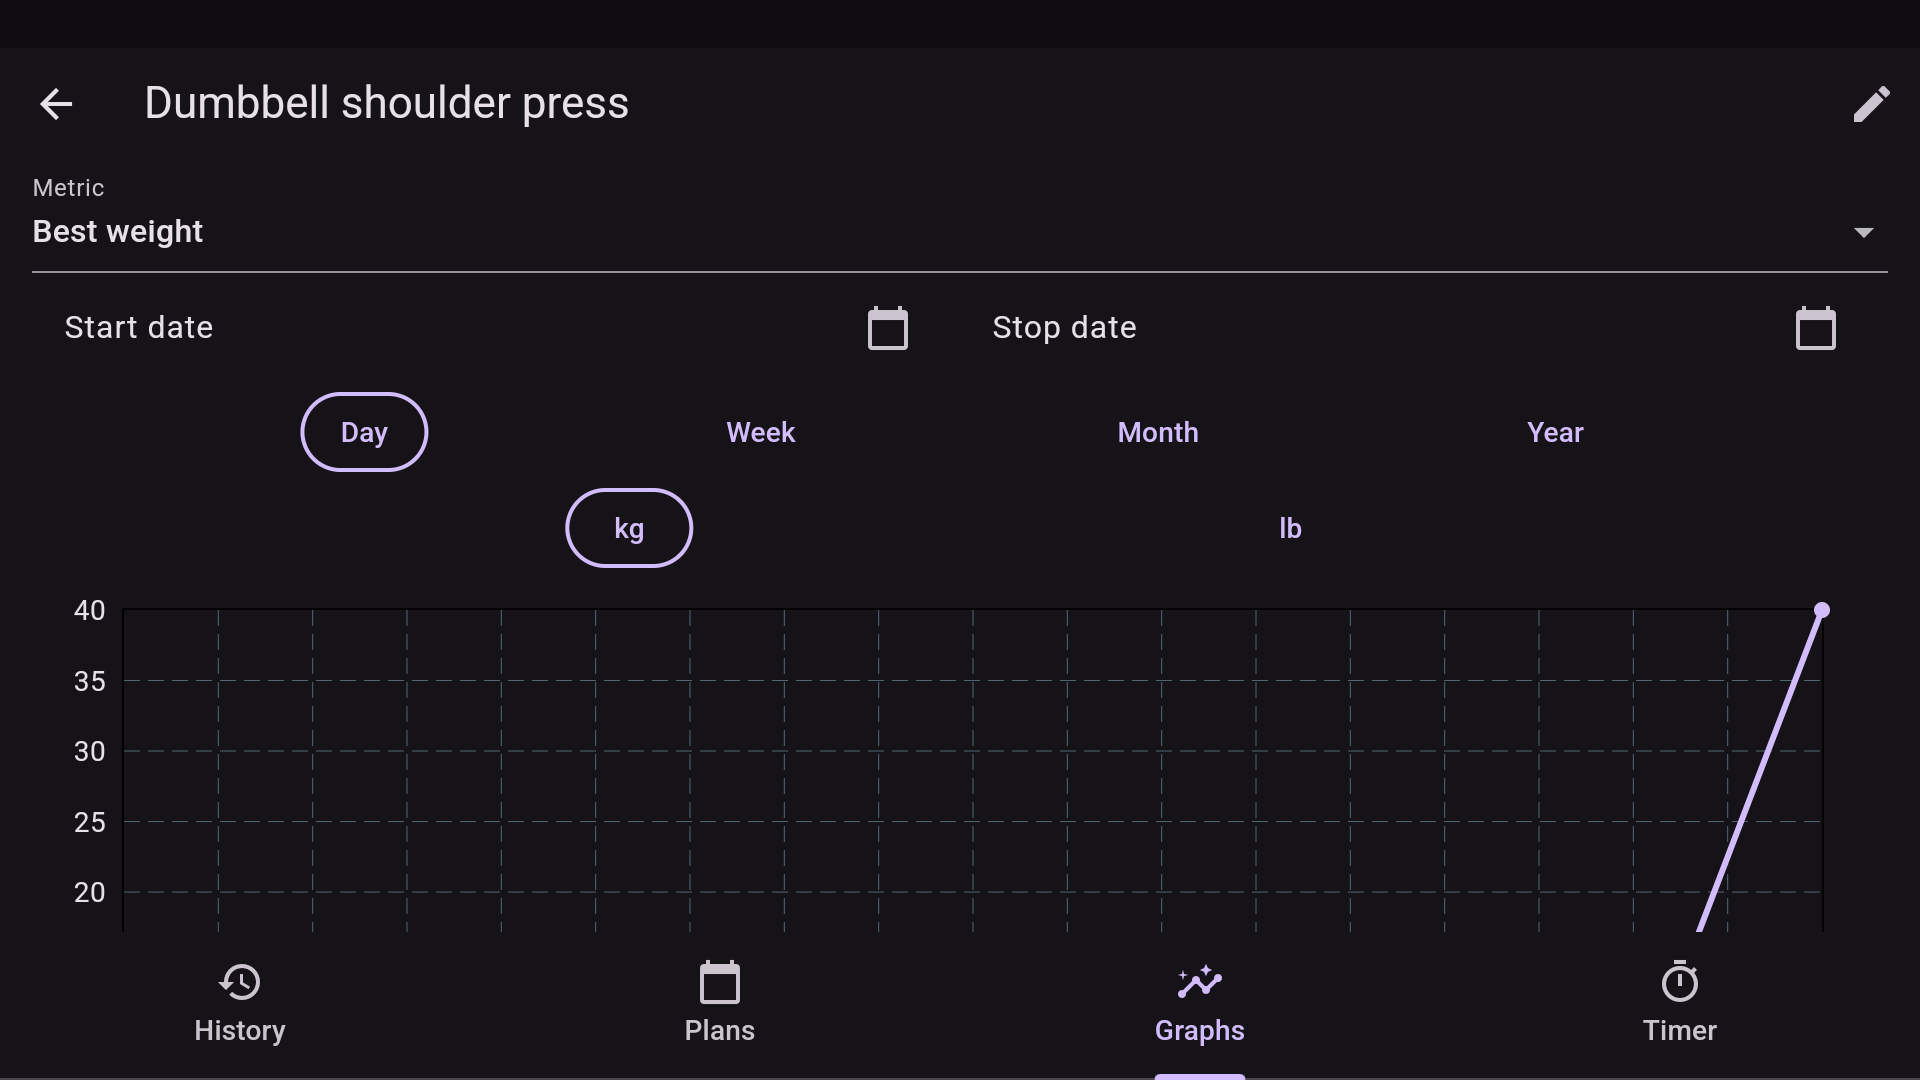 Dumbbell shoulder press
Metric
Best weight
Start date
Stop date
Day
Week
Month
Year
kg
lb
40
35
30
25
20
History
Plans
Graphs
Timer